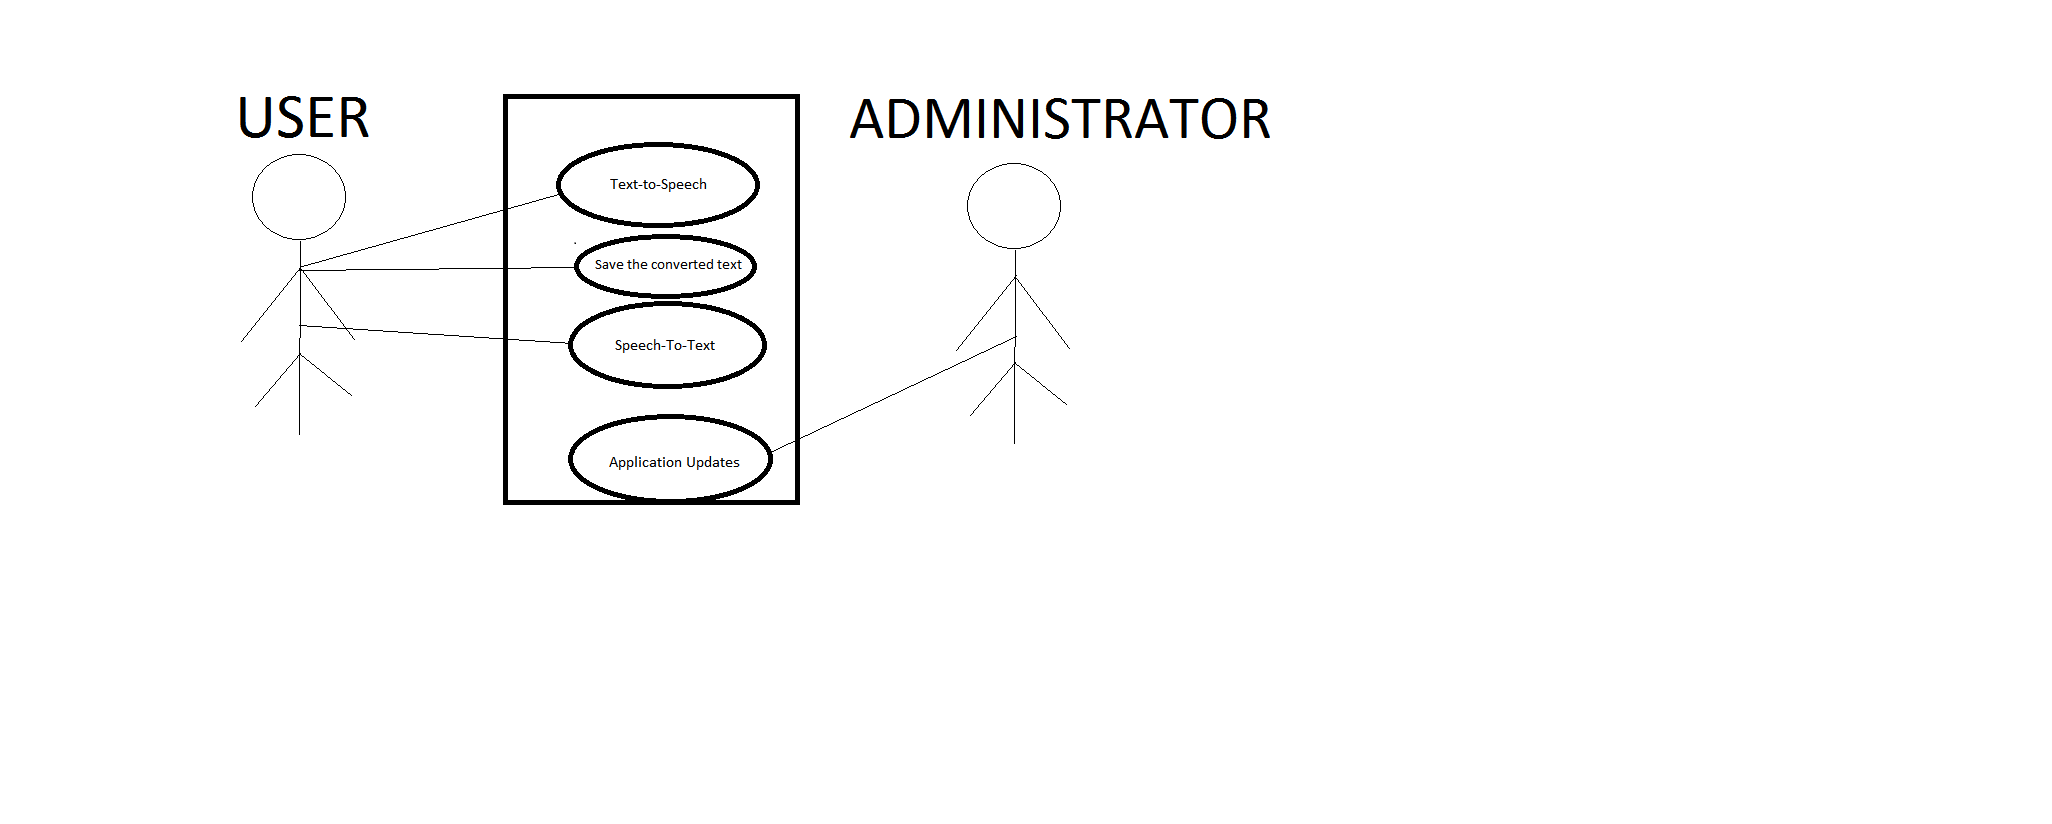 USER
ADMINISTRATOR
Text-to-Speech
Save the converted text
Speech-To-Text
Application Updates